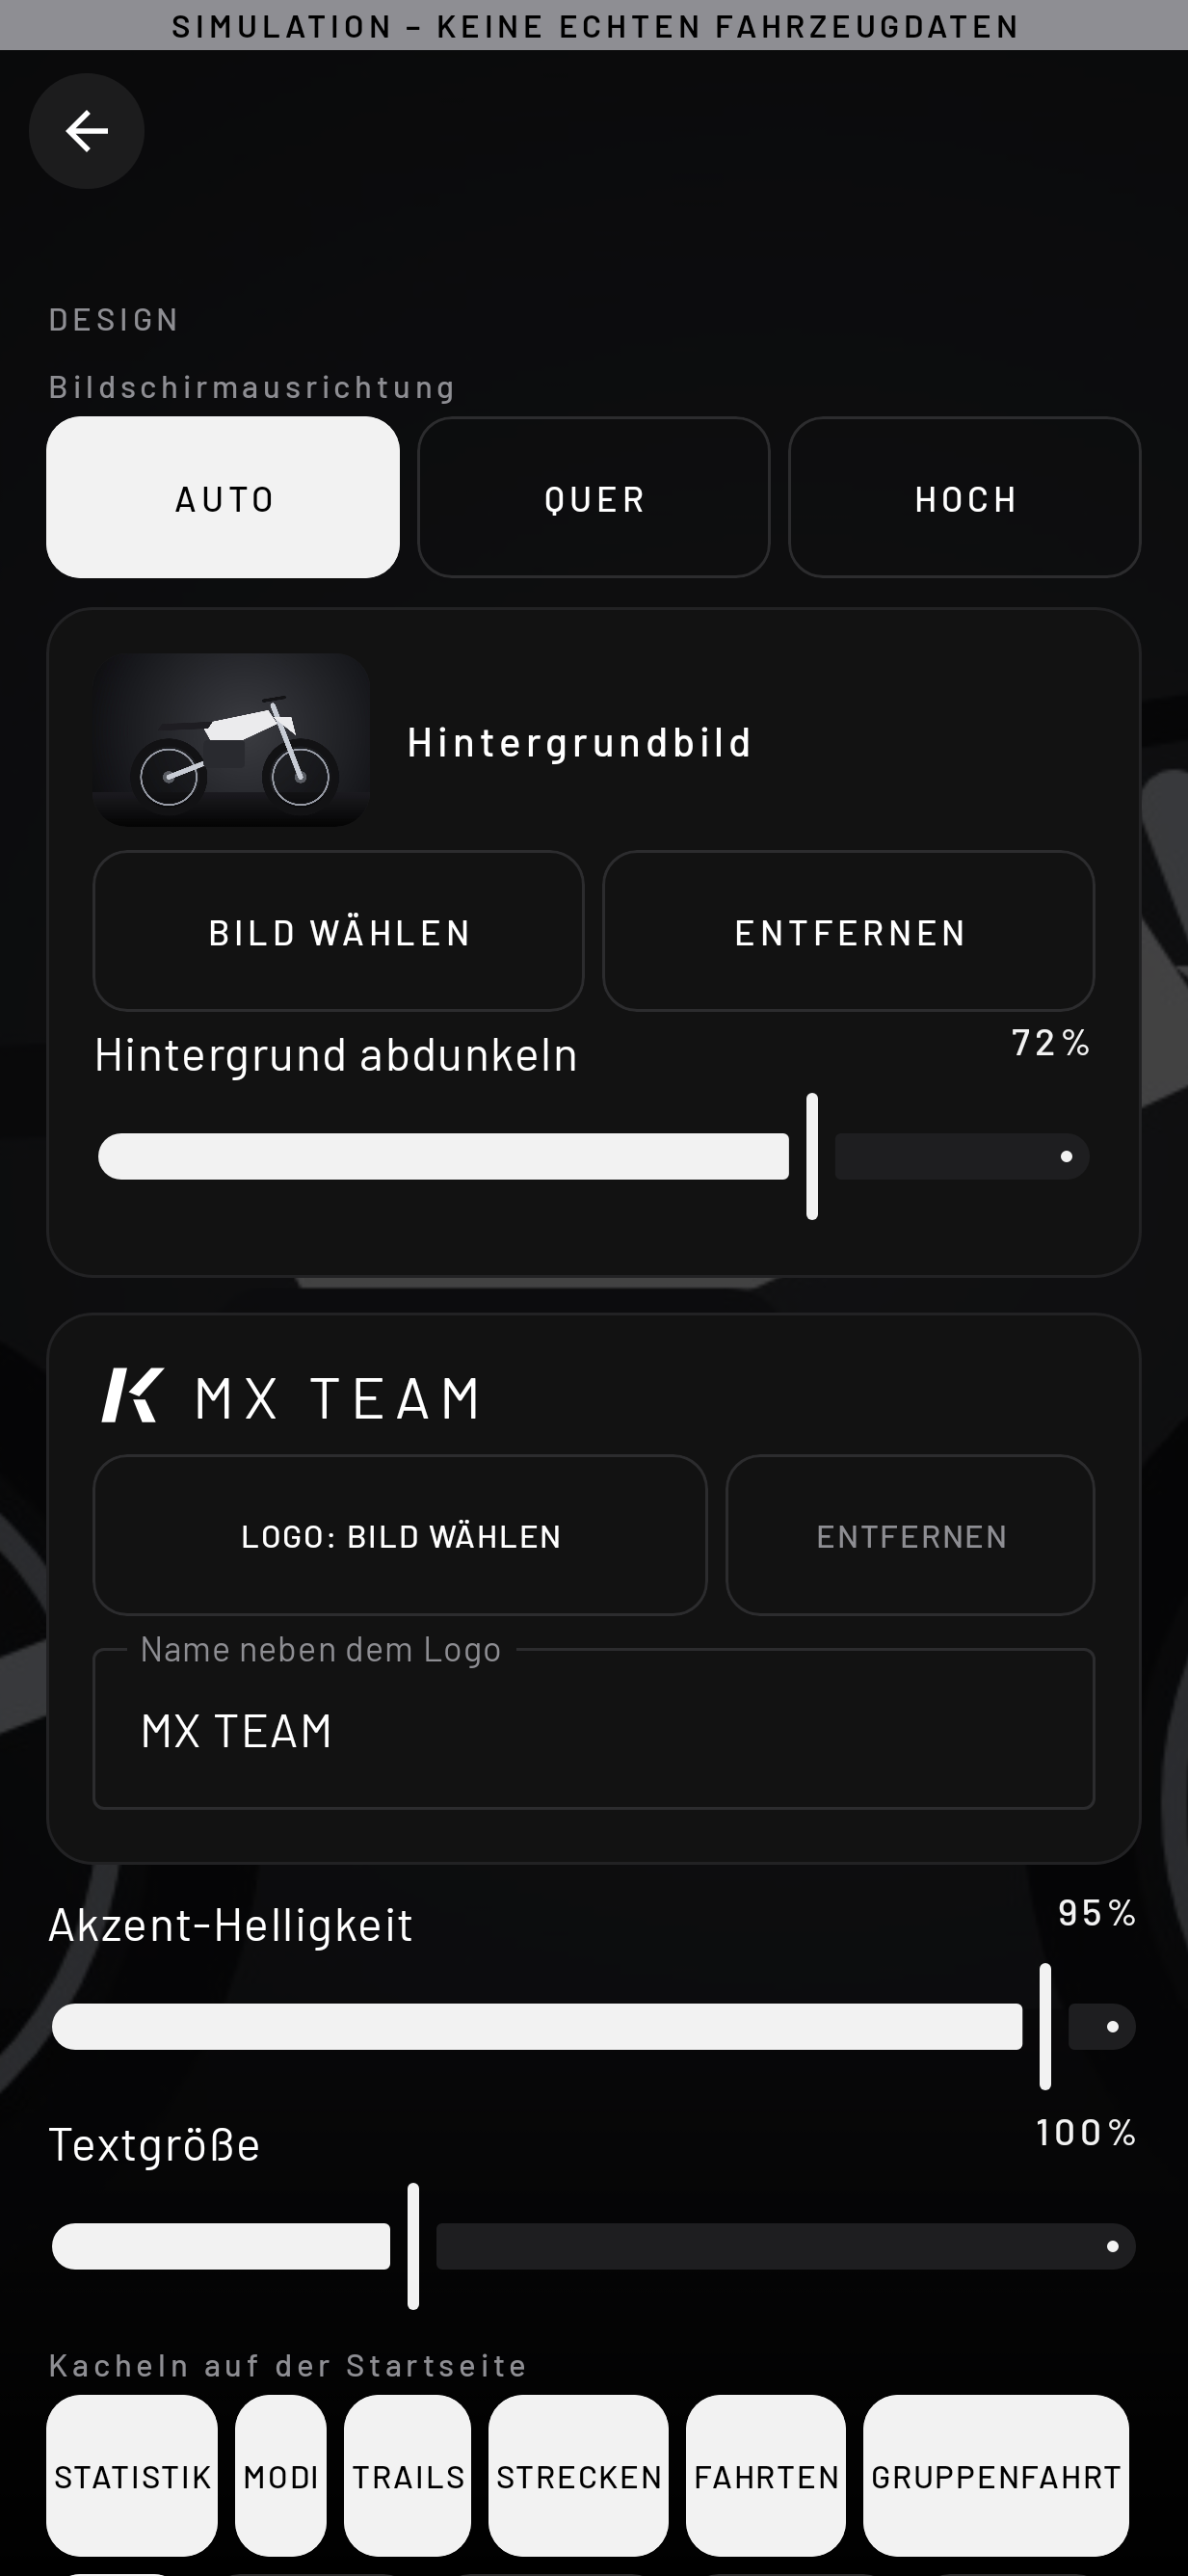 SIMULATION – KEINE ECHTEN FAHRZEUGDATEN
DESIGN
Bildschirmausrichtung
AUTO QUER HOCH
Hintergrundbild
BILD WÄHLEN ENTFERNEN
Hintergrund abdunkeln 72%
MX TEAM
LOGO: BILD WÄHLEN ENTFERNEN
Name neben dem Logo
MX TEAM
Akzent-Helligkeit 95%
Textgröße 100%
Kacheln auf der Startseite
STATISTIK MODI TRAILS STRECKEN FAHRTEN GRUPPENFAHRT